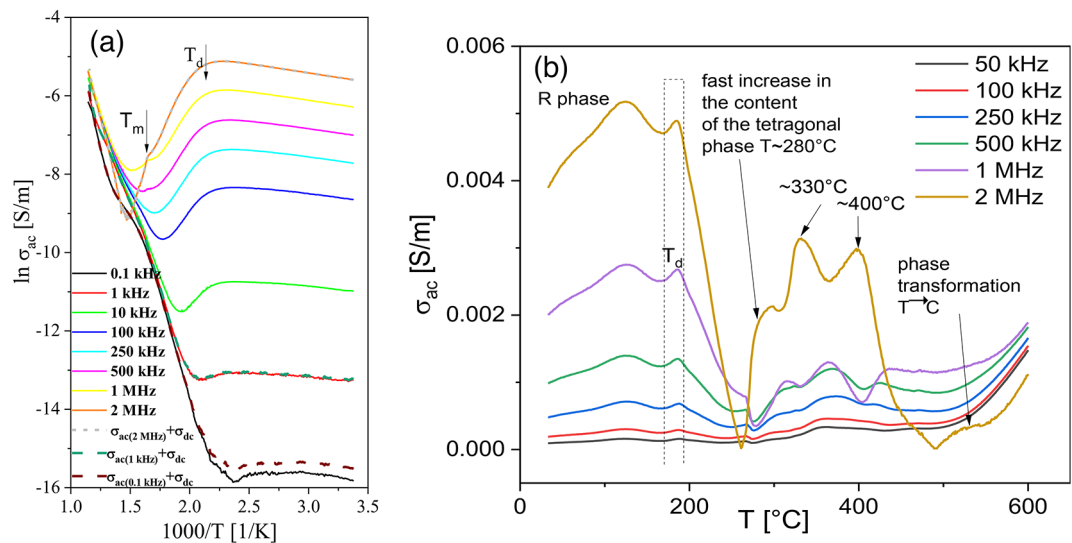 (a)
T_d
T_m
ln σ_ac [S/m]
-4
-6
-8
-10
-12
-14
-16
0.1 kHz
1 kHz
10 kHz
100 kHz
250 kHz
500 kHz
1 MHz
2 MHz
σ_ac(2 MHz)+σ_dc
σ_ac(1 kHz)+σ_dc
σ_ac(0.1 kHz)+σ_dc
1.0 1.5 2.0 2.5 3.0 3.5
1000/T [1/K]
(b)
R phase
fast increase in
the content
of the tetragonal
phase T~280°C
~330°C
~400°C
T_d
phase
transformation
T→C
50 kHz
100 kHz
250 kHz
500 kHz
1 MHz
2 MHz
σ_ac [S/m]
0.006
0.004
0.002
0.000
0 200 400 600
T [°C]